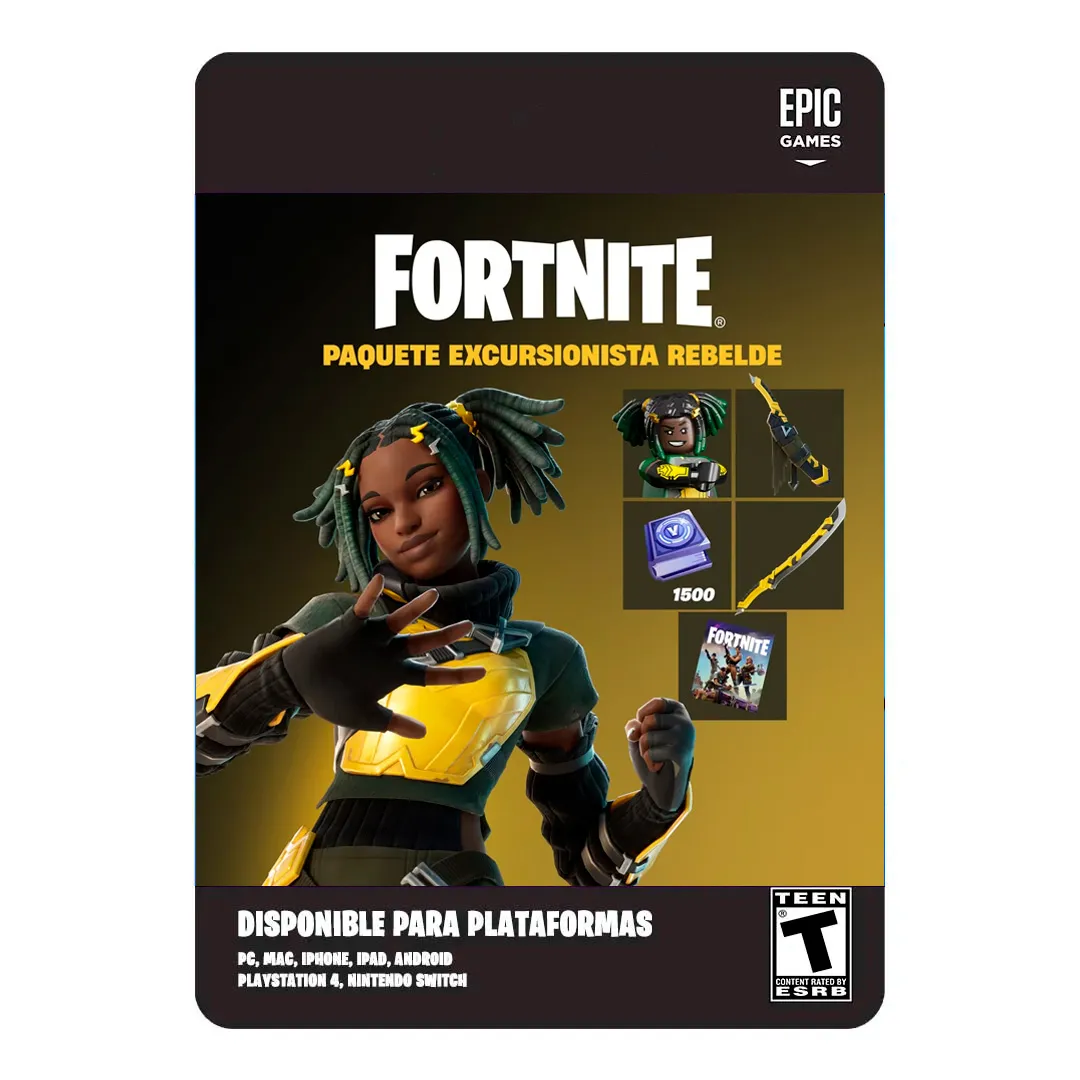 EPIC
GAMES
FORTNITE®
PAQUETE EXCURSIONISTA REBELDE
V
1500
FORTNITE
DISPONIBLE PARA PLATAFORMAS
PC, MAC, IPHONE, IPAD, ANDROID
PLAYSTATION 4, NINTENDO SWITCH
TEEN
®
T
CONTENT RATED BY
ESRB